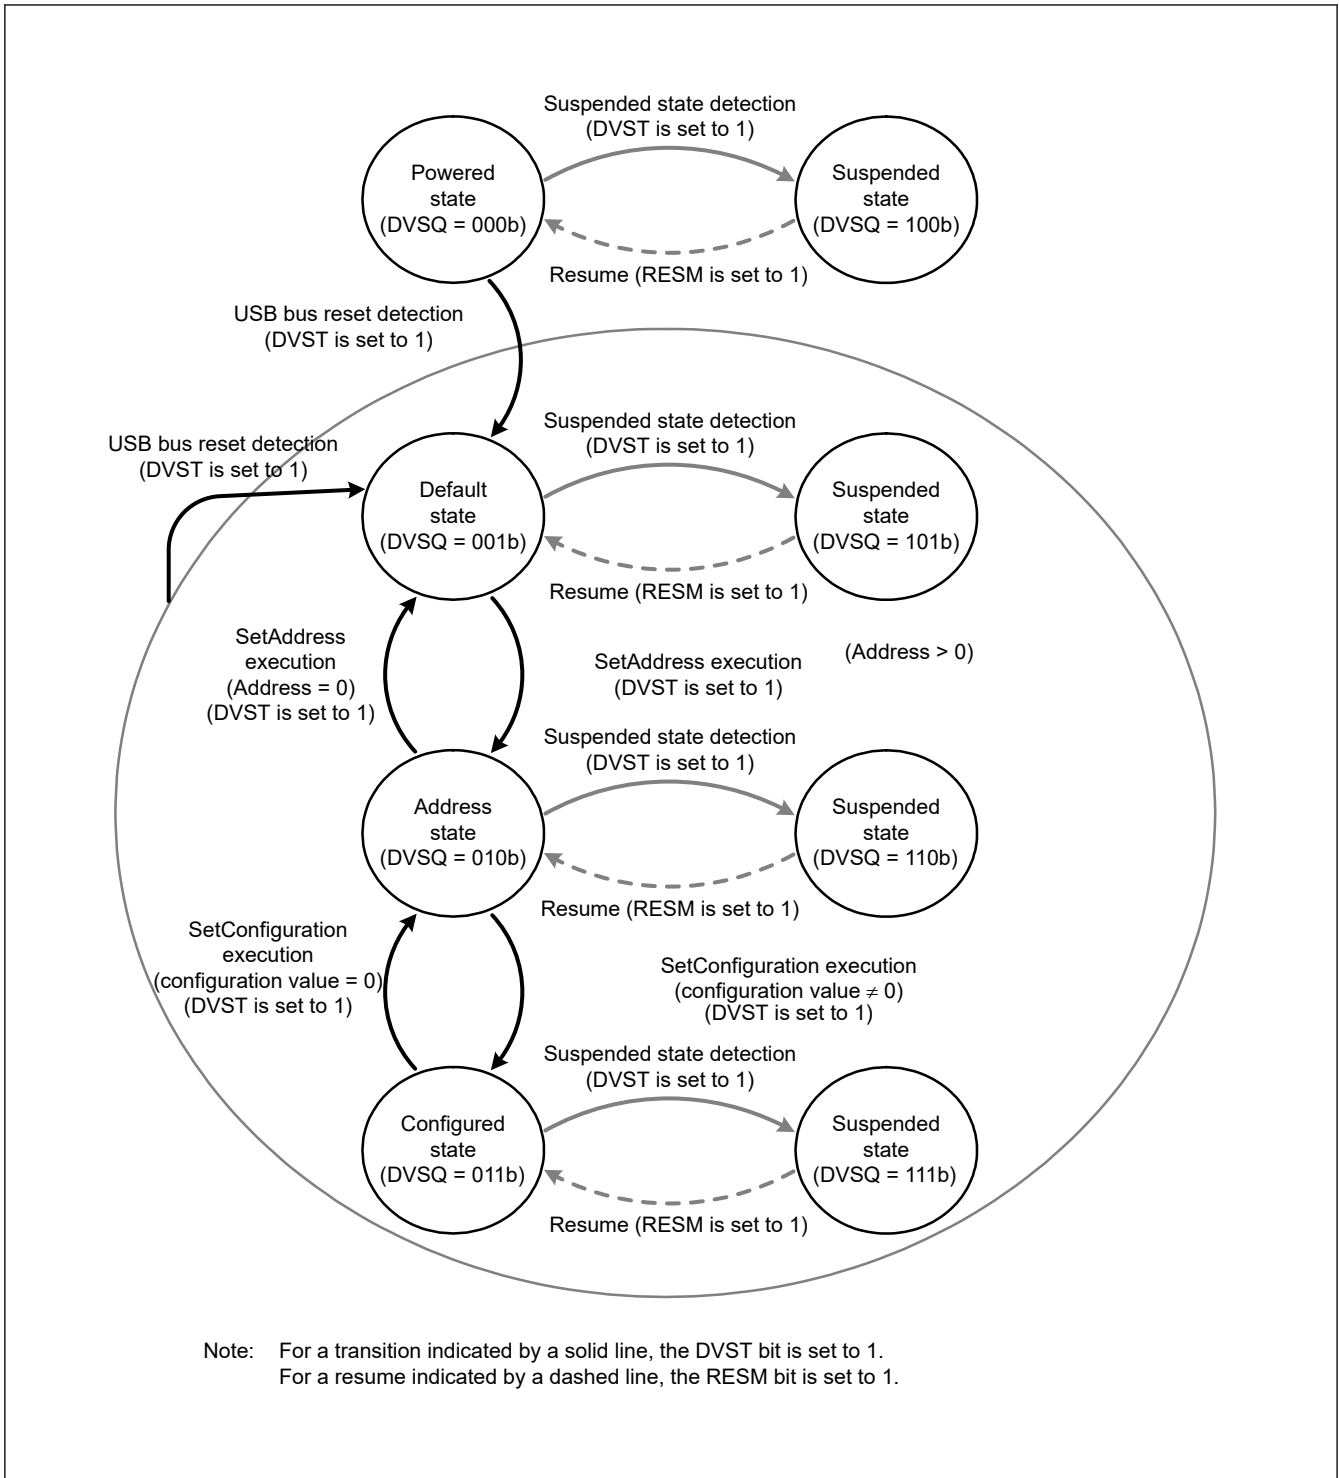 Suspended state detection
(DVST is set to 1)
Powered
state
(DVSQ = 000b)
Suspended
state
(DVSQ = 100b)
Resume (RESM is set to 1)
USB bus reset detection
(DVST is set to 1)
USB bus reset detection
(DVST is set to 1)
Suspended state detection
(DVST is set to 1)
Default
state
(DVSQ = 001b)
Suspended
state
(DVSQ = 101b)
Resume (RESM is set to 1)
SetAddress
execution
(Address = 0)
(DVST is set to 1)
SetAddress execution
(DVST is set to 1)
(Address > 0)
Suspended state detection
(DVST is set to 1)
Address
state
(DVSQ = 010b)
Suspended
state
(DVSQ = 110b)
Resume (RESM is set to 1)
SetConfiguration
execution
(configuration value = 0)
(DVST is set to 1)
SetConfiguration execution
(configuration value ≠ 0)
(DVST is set to 1)
Suspended state detection
(DVST is set to 1)
Configured
state
(DVSQ = 011b)
Suspended
state
(DVSQ = 111b)
Resume (RESM is set to 1)
Note: For a transition indicated by a solid line, the DVST bit is set to 1.
For a resume indicated by a dashed line, the RESM bit is set to 1.